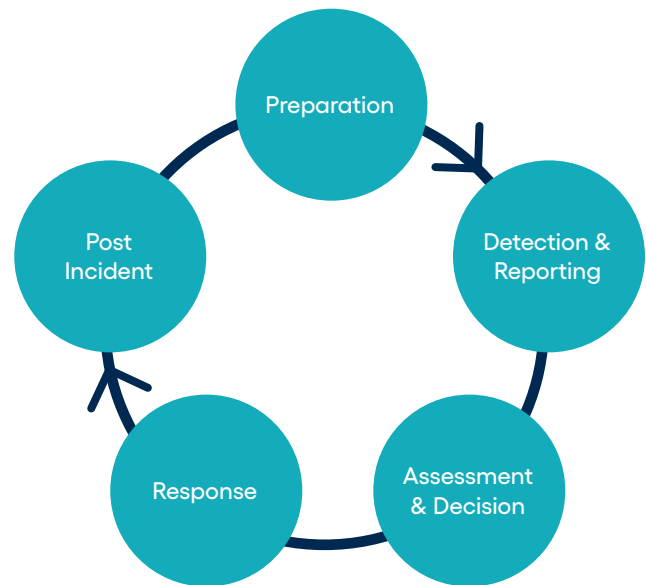 Preparation
Detection &
Reporting
Assessment
& Decision
Response
Post
Incident